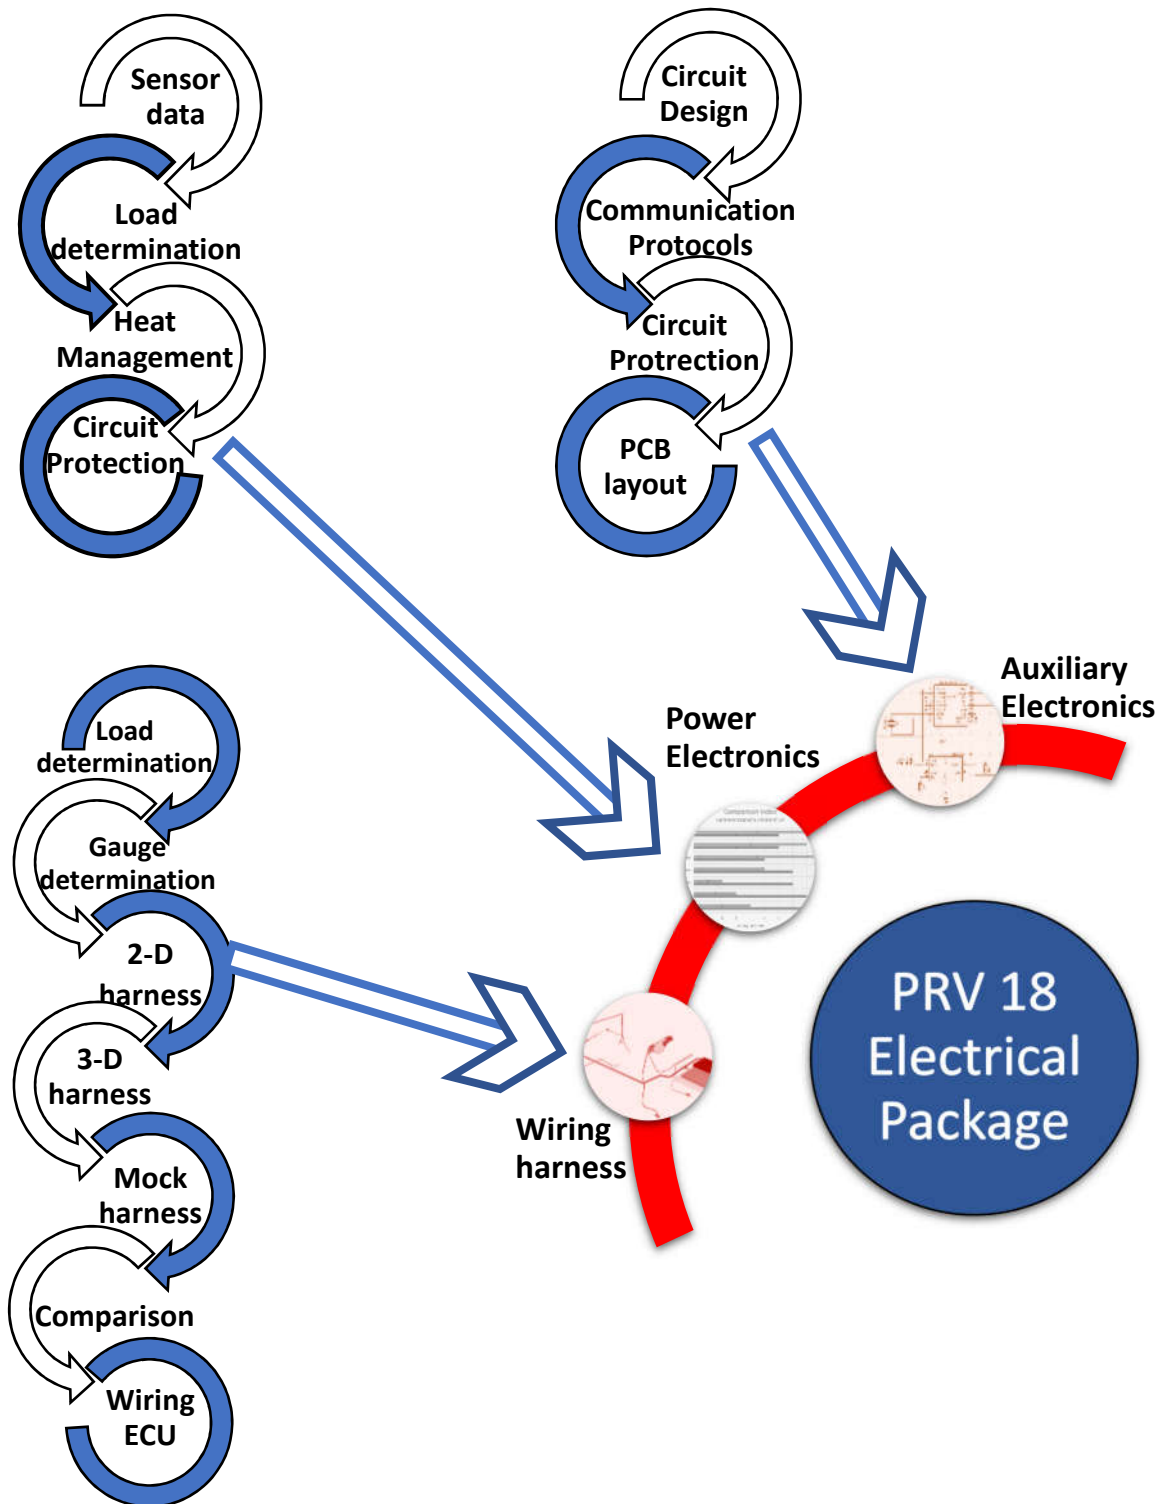 Sensor
data
Load
determination
Heat
Management
Circuit
Protection
Circuit
Design
Communication
Protocols
Circuit
Protrection
PCB
layout
Load
determination
Gauge
determination
2-D
harness
3-D
harness
Mock
harness
Comparison
Wiring
ECU
Auxiliary
Electronics
Power
Electronics
Wiring
harness
PRV 18
Electrical
Package